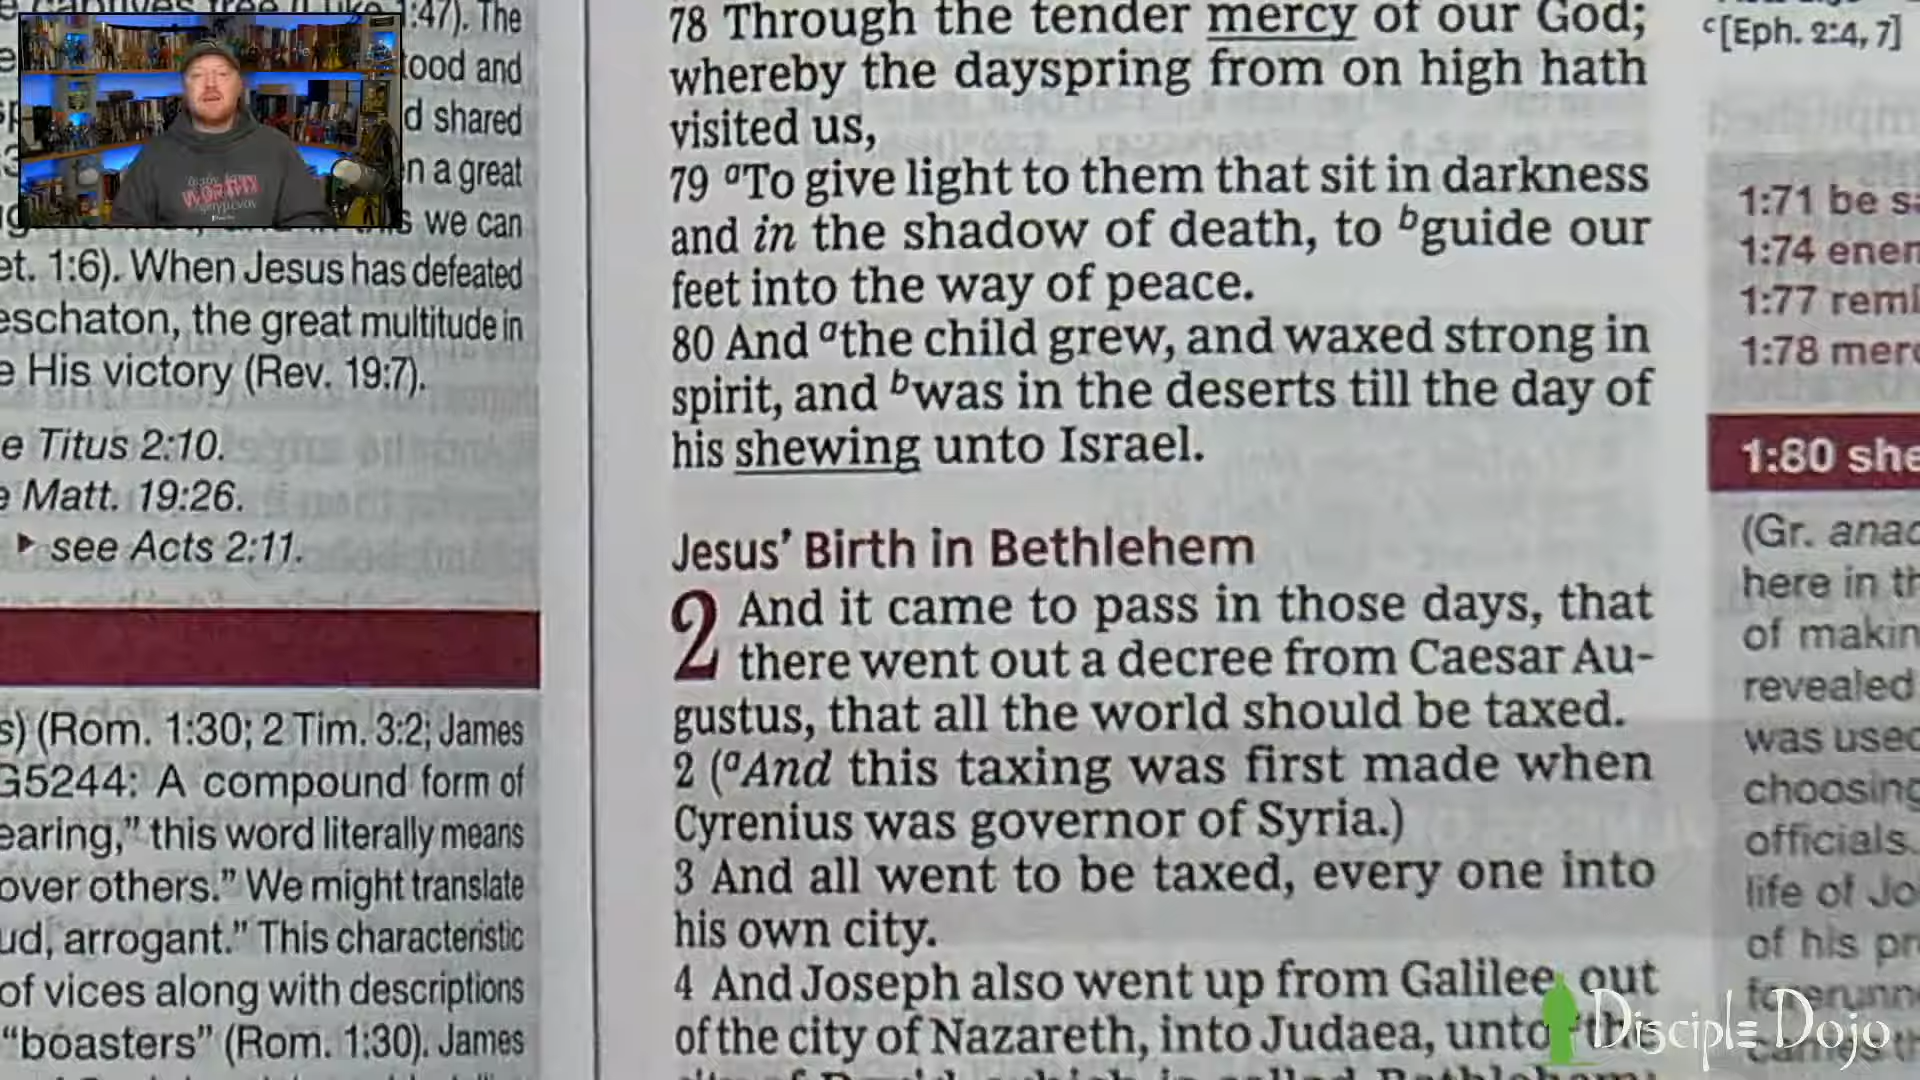 :47). The
tood and
d shared
n a great
s we can
et. 1:6). When Jesus has defeated
eschaton, the great multitude in
e His victory (Rev. 19:7).
e Titus 2:10.
e Matt. 19:26.
▸ see Acts 2:11.
s) (Rom. 1:30; 2 Tim. 3:2; James
G5244: A compound form of
earing,” this word literally means
over others.” We might translate
ud, arrogant.” This characteristic
of vices along with descriptions
“boasters” (Rom. 1:30). James
78 Through the tender mercy of our God;
whereby the dayspring from on high hath
visited us,
79 aTo give light to them that sit in darkness
and in the shadow of death, to bguide our
feet into the way of peace.
80 And athe child grew, and waxed strong in
spirit, and bwas in the deserts till the day of
his shewing unto Israel.
Jesus’ Birth in Bethlehem
2 And it came to pass in those days, that
there went out a decree from Caesar Au-
gustus, that all the world should be taxed.
2 (aAnd this taxing was first made when
Cyrenius was governor of Syria.)
3 And all went to be taxed, every one into
his own city.
4 And Joseph also went up from Galilee, out
of the city of Nazareth, into Judaea, unto
c[Eph. 2:4, 7]
1:71 be s
1:74 ene
1:77 remi
1:78 merc
1:80 she
(Gr. anac
here in th
of makin
revealed
was used
choosing
officials.
life of Jo
of his pr
Disciple Dojo